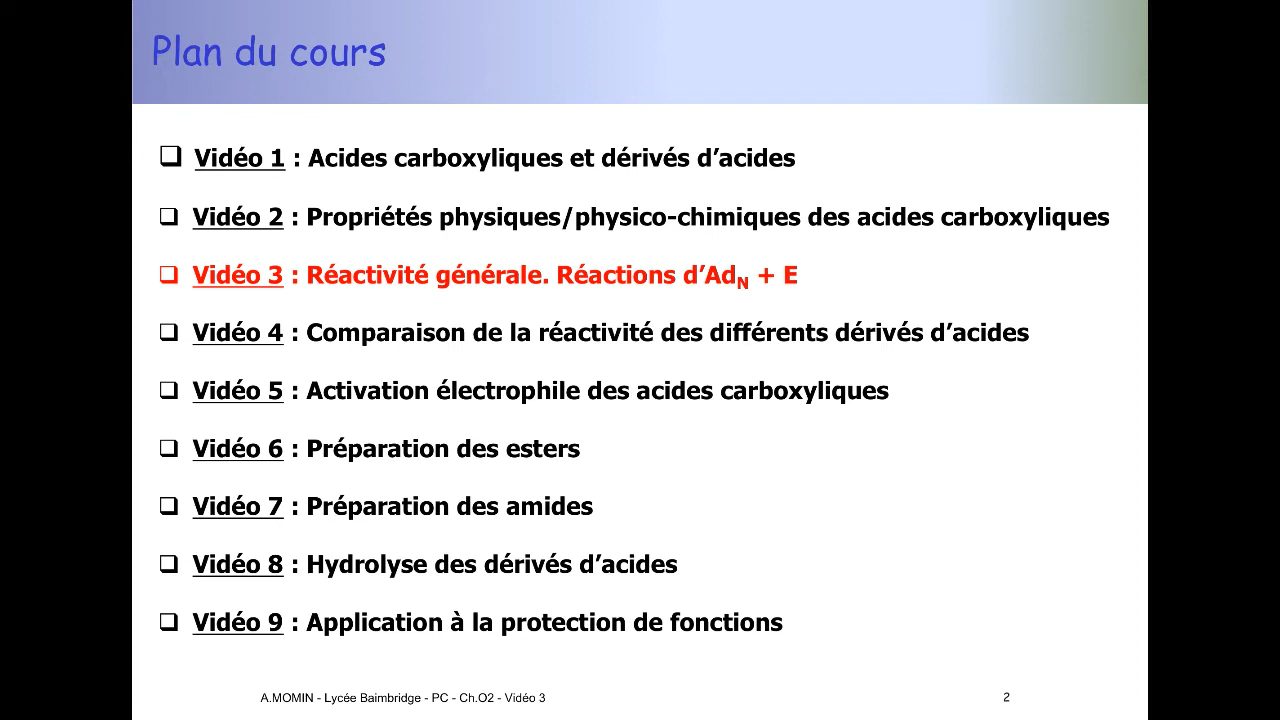 Plan du cours
❑ Vidéo 1 : Acides carboxyliques et dérivés d’acides
❑ Vidéo 2 : Propriétés physiques/physico-chimiques des acides carboxyliques
❑ Vidéo 3 : Réactivité générale. Réactions d’AdN + E
❑ Vidéo 4 : Comparaison de la réactivité des différents dérivés d’acides
❑ Vidéo 5 : Activation électrophile des acides carboxyliques
❑ Vidéo 6 : Préparation des esters
❑ Vidéo 7 : Préparation des amides
❑ Vidéo 8 : Hydrolyse des dérivés d’acides
❑ Vidéo 9 : Application à la protection de fonctions
A.MOMIN - Lycée Baimbridge - PC - Ch.O2 - Vidéo 3 2